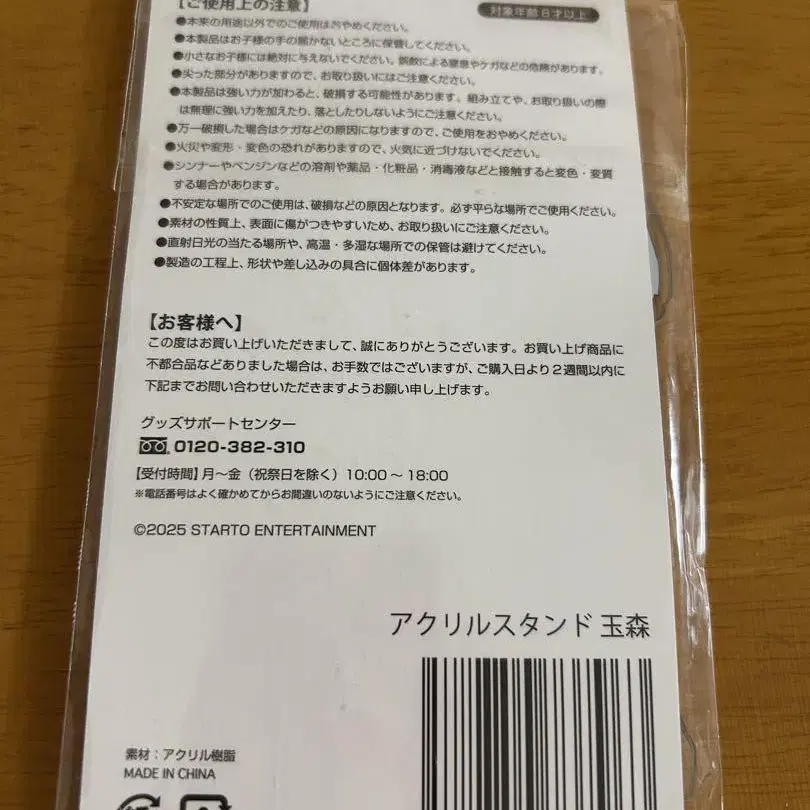 【ご使用上の注意】
対象年齢 6才以上
●本来の用途以外でのご使用はおやめください。
●本製品はお子様の手の届かないところに保管してください。
●小さなお子様には絶対に与えないでください。誤飲による窒息やケガなどの危険があります。
●尖った部分がありますので、お取り扱いにはご注意ください。
●本製品は強い力が加わると、破損する可能性があります。組み立てや、お取り扱いの際
は無理に強い力を加えたり、落としたりしないようにご注意ください。
●万一破損した場合はケガなどの原因になりますので、ご使用をおやめください。
●火災や変形・変色の恐れがありますので、火気に近づけないでください。
●シンナーやベンジンなどの溶剤や薬品・化粧品・消毒液などと接触すると変色・変質
する場合があります。
●不安定な場所でのご使用は、破損などの原因となります。必ず平らな場所でご使用ください。
●素材の性質上、表面に傷がつきやすいため、お取り扱いにご注意ください。
●直射日光の当たる場所や、高温・多湿な場所での保管は避けてください。
●製造の工程上、形状や差し込みの具合に個体差があります。
【お客様へ】
この度はお買い上げいただきまして、誠にありがとうございます。お買い上げ商品に
不都合品などありました場合は、お手数ではございますが、ご購入日より2週間以内に
下記までお問い合わせいただきますようお願い申し上げます。
グッズサポートセンター
0120-382-310
【受付時間】月～金（祝祭日を除く）10:00～18:00
※電話番号はよく確かめてからお間違いのないようにご注意ください。
©2025 STARTO ENTERTAINMENT
アクリルスタンド 玉森
素材：アクリル樹脂
MADE IN CHINA